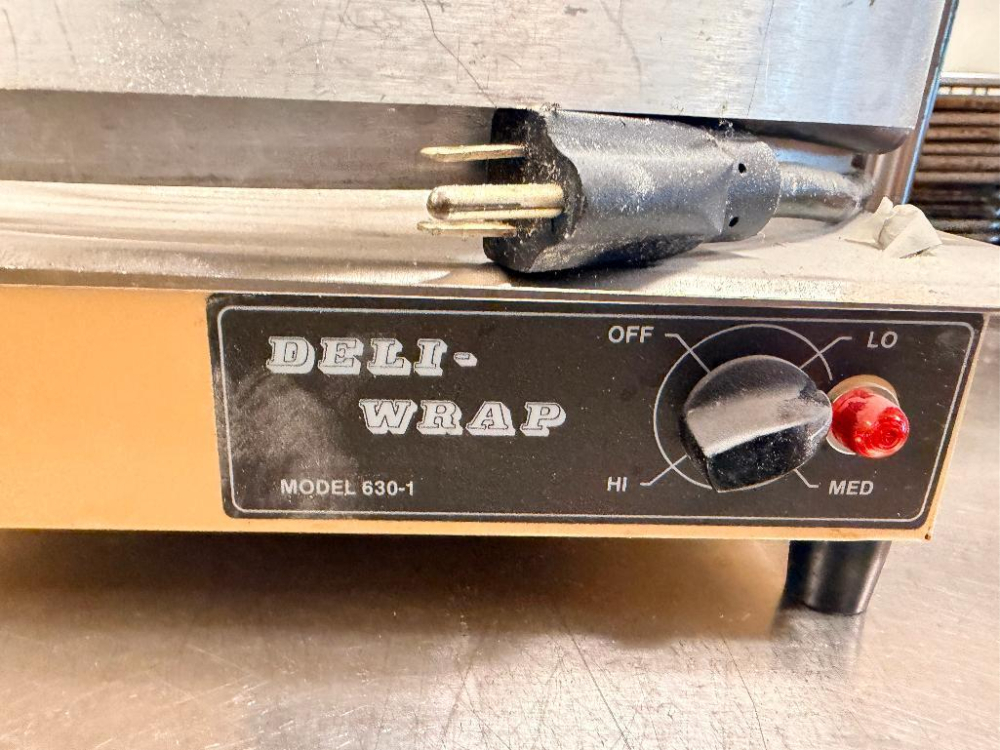 DELI-
WRAP
MODEL 630-1
OFF
LO
HI
MED